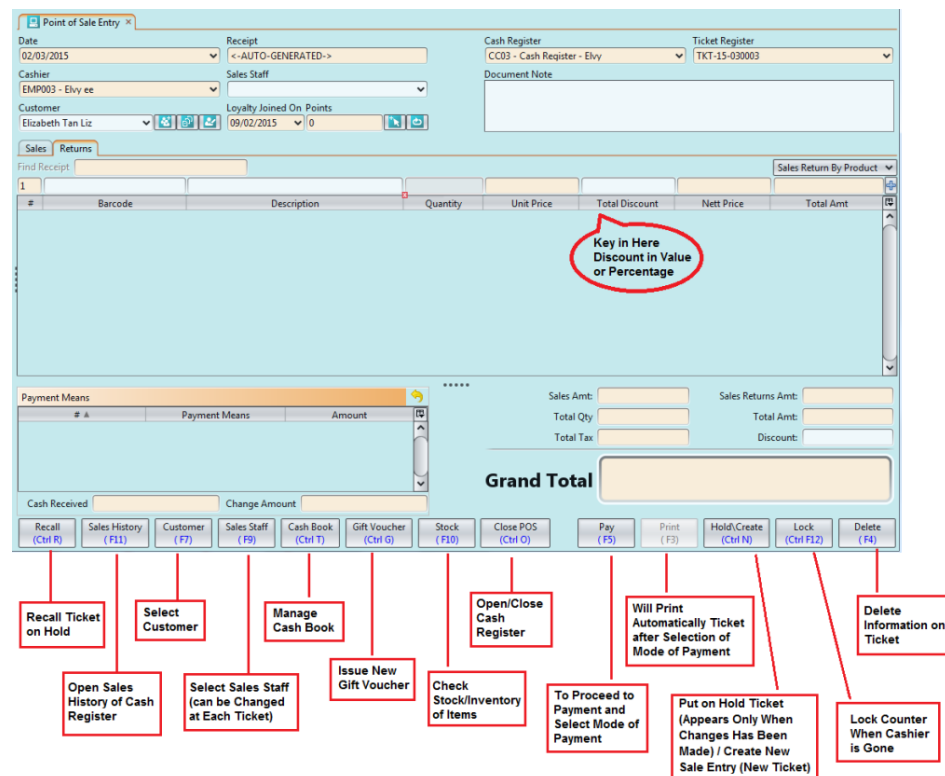 Point of Sale Entry ×
Date
Receipt
Cash Register
Ticket Register
02/03/2015
<-AUTO-GENERATED->
CC03 - Cash Register - Elvy
TKT-15-030003
Cashier
Sales Staff
Document Note
EMP003 - Elvy ee
Customer
Loyalty Joined On
Points
Elizabeth Tan Liz
09/02/2015
0
Sales
Returns
Find Receipt
Sales Return By Product
1
#
Barcode
Description
Quantity
Unit Price
Total Discount
Nett Price
Total Amt
Key in Here
Discount in Value
or Percentage
Payment Means
#
Payment Means
Amount
Sales Amt:
Sales Returns Amt:
Total Qty
Total Amt:
Total Tax
Discount:
Grand Total
Cash Received
Change Amount
Recall
(Ctrl R)
Sales History
(F11)
Customer
(F7)
Sales Staff
(F9)
Cash Book
(Ctrl T)
Gift Voucher
(Ctrl G)
Stock
(F10)
Close POS
(Ctrl O)
Pay
(F5)
Print
(F3)
Hold\Create
(Ctrl N)
Lock
(Ctrl F12)
Delete
(F4)
Recall Ticket
on Hold
Select
Customer
Manage
Cash Book
Open/Close
Cash
Register
Will Print
Automatically Ticket
after Selection of
Mode of Payment
Delete
Information on
Ticket
Open Sales
History of Cash
Register
Select Sales Staff
(can be Changed
at Each Ticket)
Issue New
Gift Voucher
Check
Stock/Inventory
of Items
To Proceed to
Payment and
Select Mode of
Payment
Put on Hold Ticket
(Appears Only When
Changes Has Been
Made) / Create New
Sale Entry (New Ticket)
Lock Counter
When Cashier
is Gone